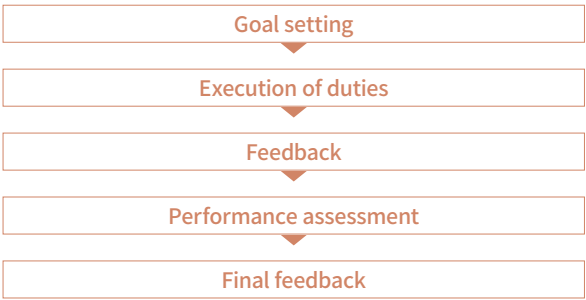 Goal setting
Execution of duties
Feedback
Performance assessment
Final feedback